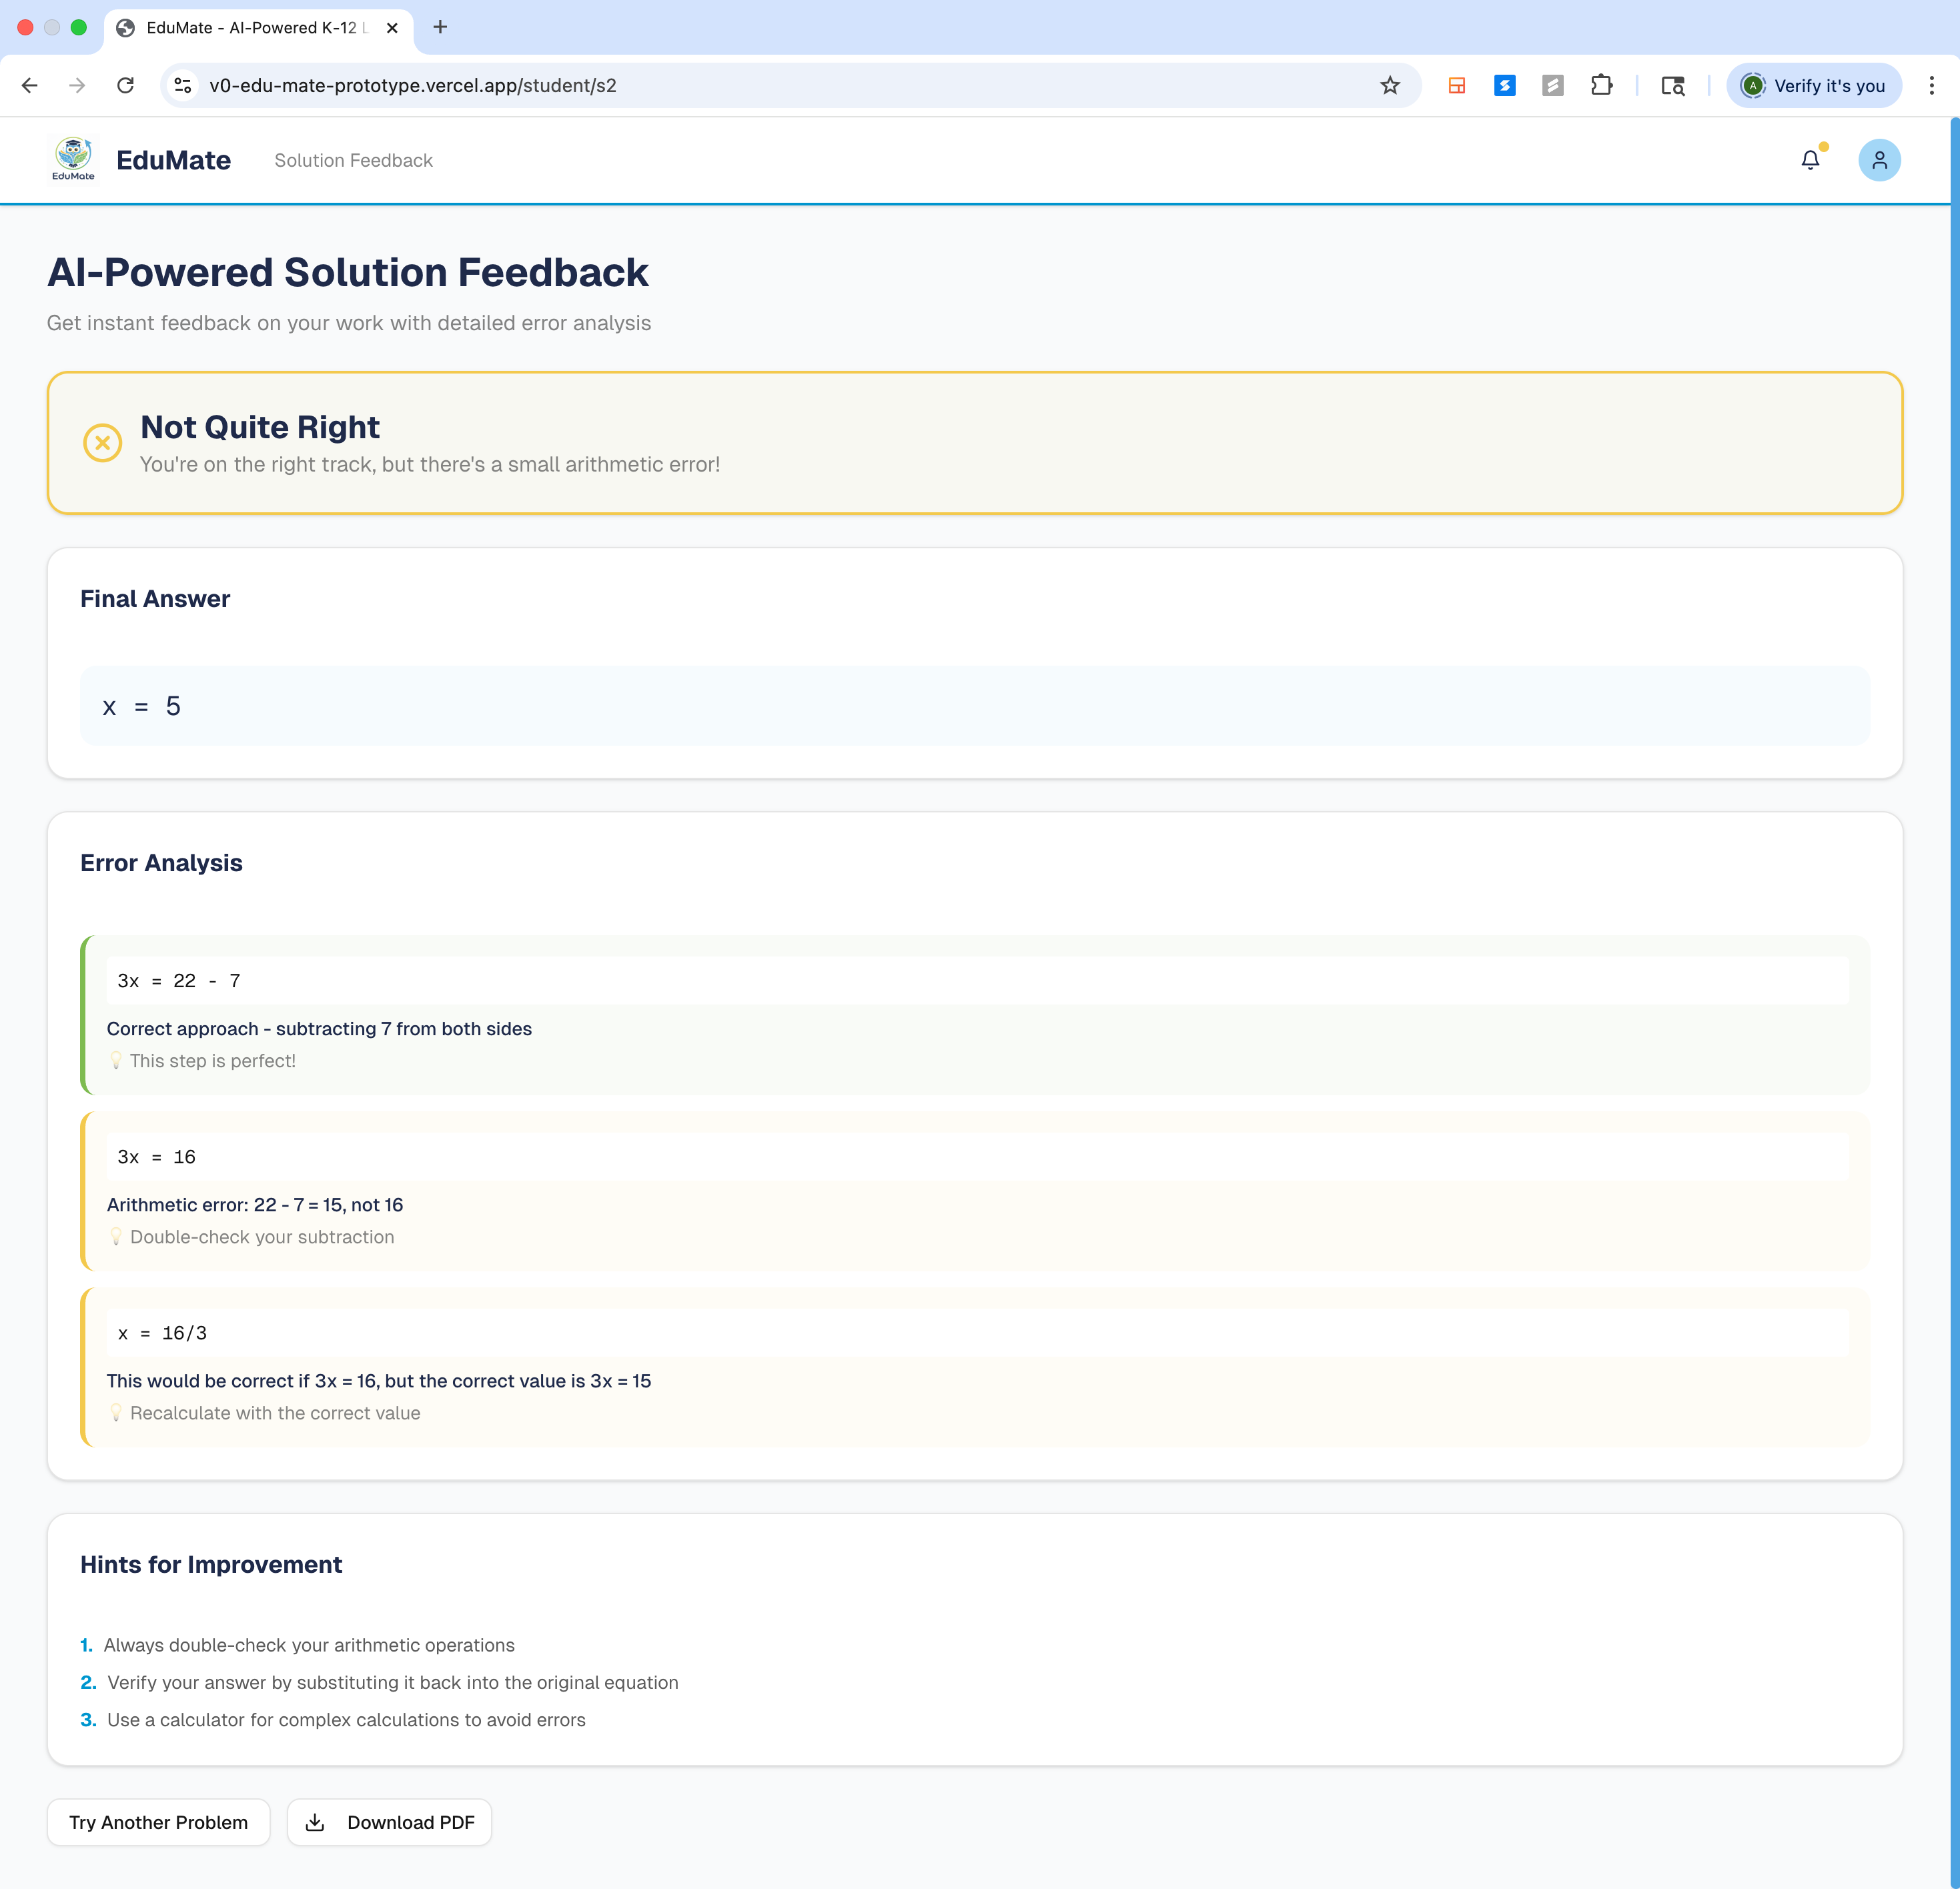 EduMate - AI-Powered K-12 L
v0-edu-mate-prototype.vercel.app/student/s2
A
Verify it's you
EduMate
EduMate
Solution Feedback
AI-Powered Solution Feedback
Get instant feedback on your work with detailed error analysis
Not Quite Right
You're on the right track, but there's a small arithmetic error!
Final Answer
x = 5
Error Analysis
3x = 22 - 7
Correct approach - subtracting 7 from both sides
💡 This step is perfect!
3x = 16
Arithmetic error: 22 - 7 = 15, not 16
💡 Double-check your subtraction
x = 16/3
This would be correct if 3x = 16, but the correct value is 3x = 15
💡 Recalculate with the correct value
Hints for Improvement
1. Always double-check your arithmetic operations
2. Verify your answer by substituting it back into the original equation
3. Use a calculator for complex calculations to avoid errors
Try Another Problem
Download PDF